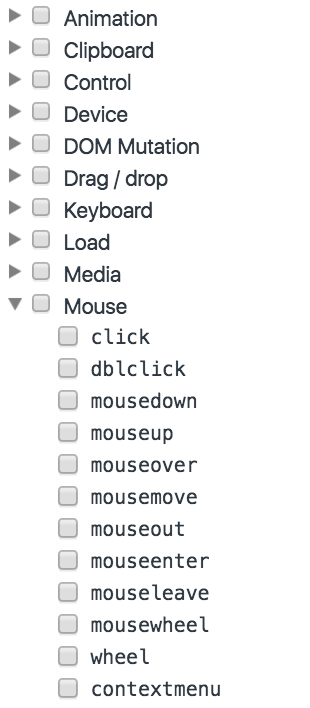 Animation
Clipboard
Control
Device
DOM Mutation
Drag / drop
Keyboard
Load
Media
Mouse
click
dblclick
mousedown
mouseup
mouseover
mousemove
mouseout
mouseenter
mouseleave
mousewheel
wheel
contextmenu